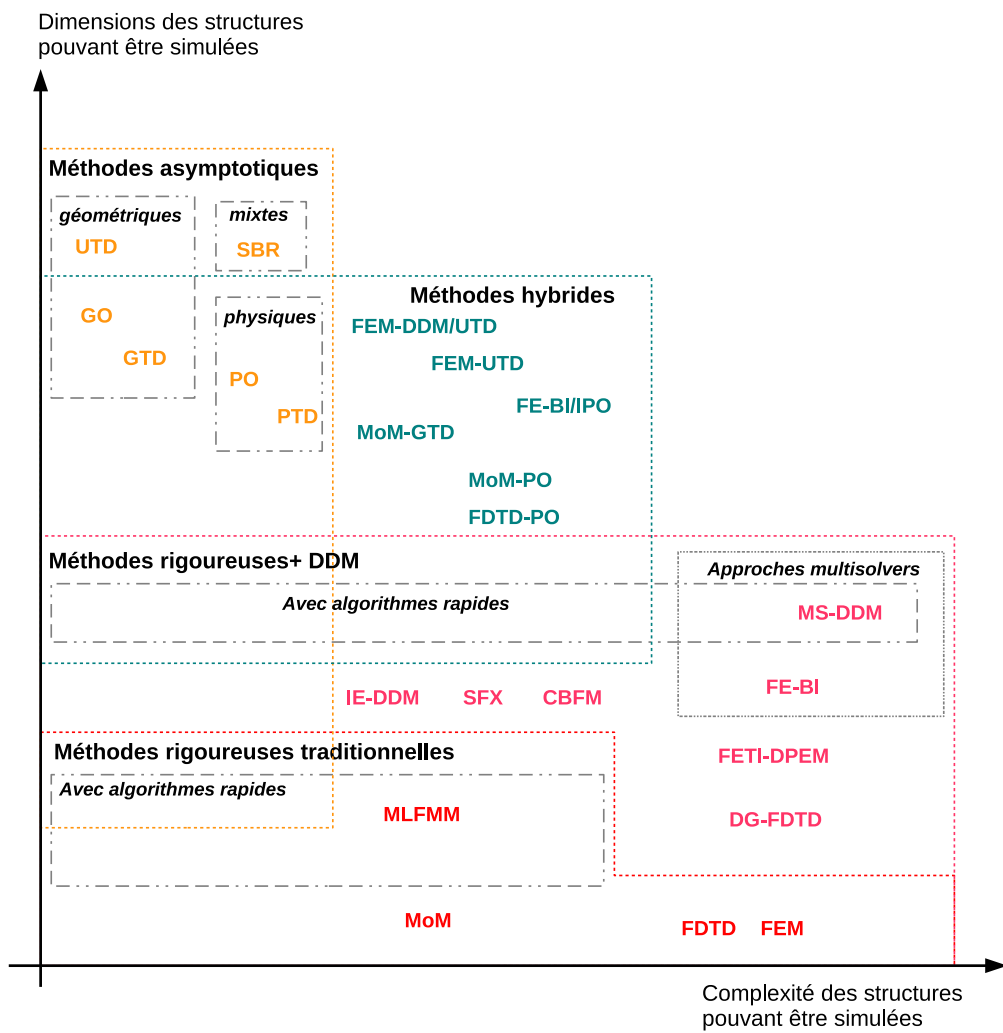 Dimensions des structures
pouvant être simulées
Méthodes asymptotiques
géométriques
mixtes
UTD
SBR
Méthodes hybrides
GO
physiques
FEM-DDM/UTD
GTD
FEM-UTD
PO
FE-BI/IPO
PTD
MoM-GTD
MoM-PO
FDTD-PO
Méthodes rigoureuses+ DDM
Approches multisolvers
Avec algorithmes rapides
MS-DDM
FE-BI
IE-DDM
SFX
CBFM
Méthodes rigoureuses traditionnelles
FETI-DPEM
Avec algorithmes rapides
MLFMM
DG-FDTD
MoM
FDTD
FEM
Complexité des structures
pouvant être simulées